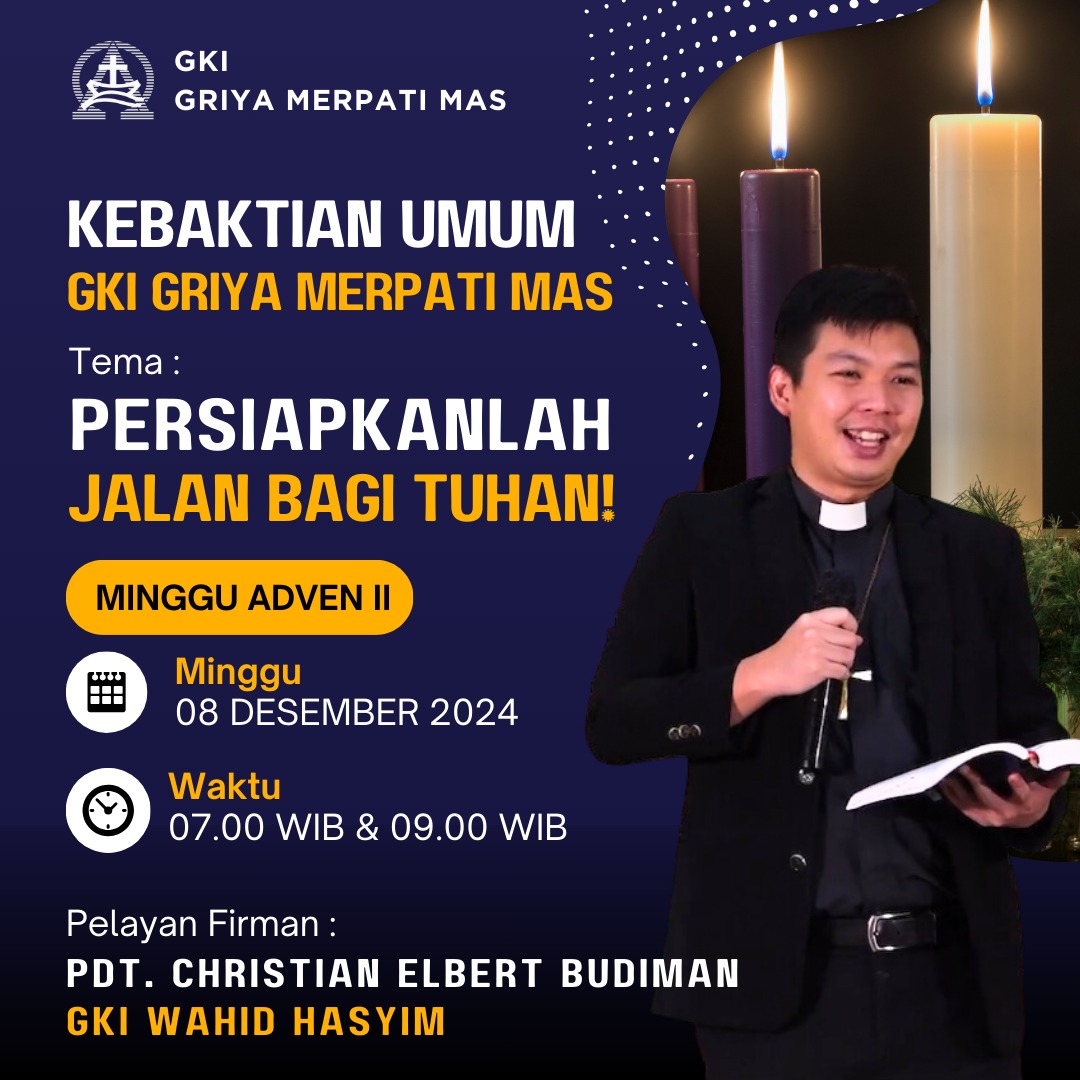 GKI
GRIYA MERPATI MAS
KEBAKTIAN UMUM
GKI GRIYA MERPATI MAS
Tema :
PERSIAPKANLAH
JALAN BAGI TUHAN!
MINGGU ADVEN II
Minggu
08 DESEMBER 2024
Waktu
07.00 WIB & 09.00 WIB
Pelayan Firman :
PDT. CHRISTIAN ELBERT BUDIMAN
GKI WAHID HASYIM